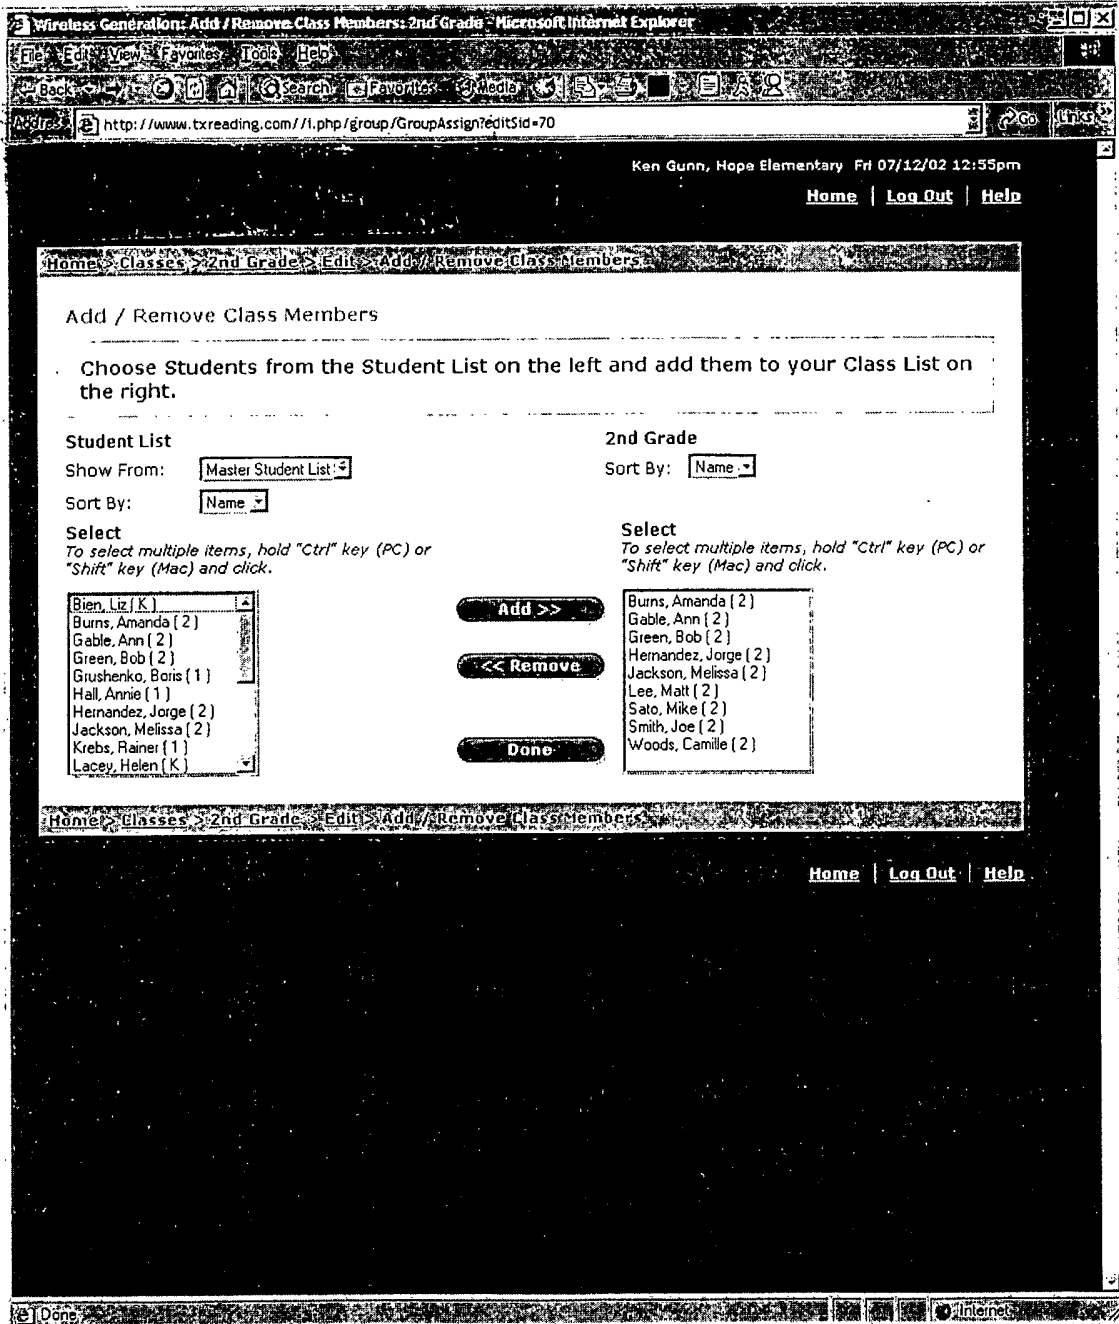 Wireless Generation: Add / Remove Class Members: 2nd Grade - Microsoft Internet Explorer
File Edit View Favorites Tools Help
Back Search Favorites Media
Address http://www.txreading.com//i.php/group/GroupAssign?editSid=70 Go Links
Ken Gunn, Hope Elementary Fri 07/12/02 12:55pm
Home | Log Out | Help
Home > Classes > 2nd Grade > Edit > Add / Remove Class Members
Add / Remove Class Members
Choose Students from the Student List on the left and add them to your Class List on
the right.
Student List
Show From: Master Student List
Sort By: Name
Select
To select multiple items, hold "Ctrl" key (PC) or
"Shift" key (Mac) and click.
Bien, Liz ( K )
Burns, Amanda ( 2 )
Gable, Ann ( 2 )
Green, Bob ( 2 )
Grushenko, Boris ( 1 )
Hall, Annie ( 1 )
Hernandez, Jorge ( 2 )
Jackson, Melissa ( 2 )
Krebs, Rainer ( 1 )
Lacey, Helen ( K )
Add >>
<< Remove
Done
2nd Grade
Sort By: Name
Select
To select multiple items, hold "Ctrl" key (PC) or
"Shift" key (Mac) and click.
Burns, Amanda ( 2 )
Gable, Ann ( 2 )
Green, Bob ( 2 )
Hernandez, Jorge ( 2 )
Jackson, Melissa ( 2 )
Lee, Matt ( 2 )
Sato, Mike ( 2 )
Smith, Joe ( 2 )
Woods, Camille ( 2 )
Home > Classes > 2nd Grade > Edit > Add / Remove Class Members
Home | Log Out | Help
Done Internet